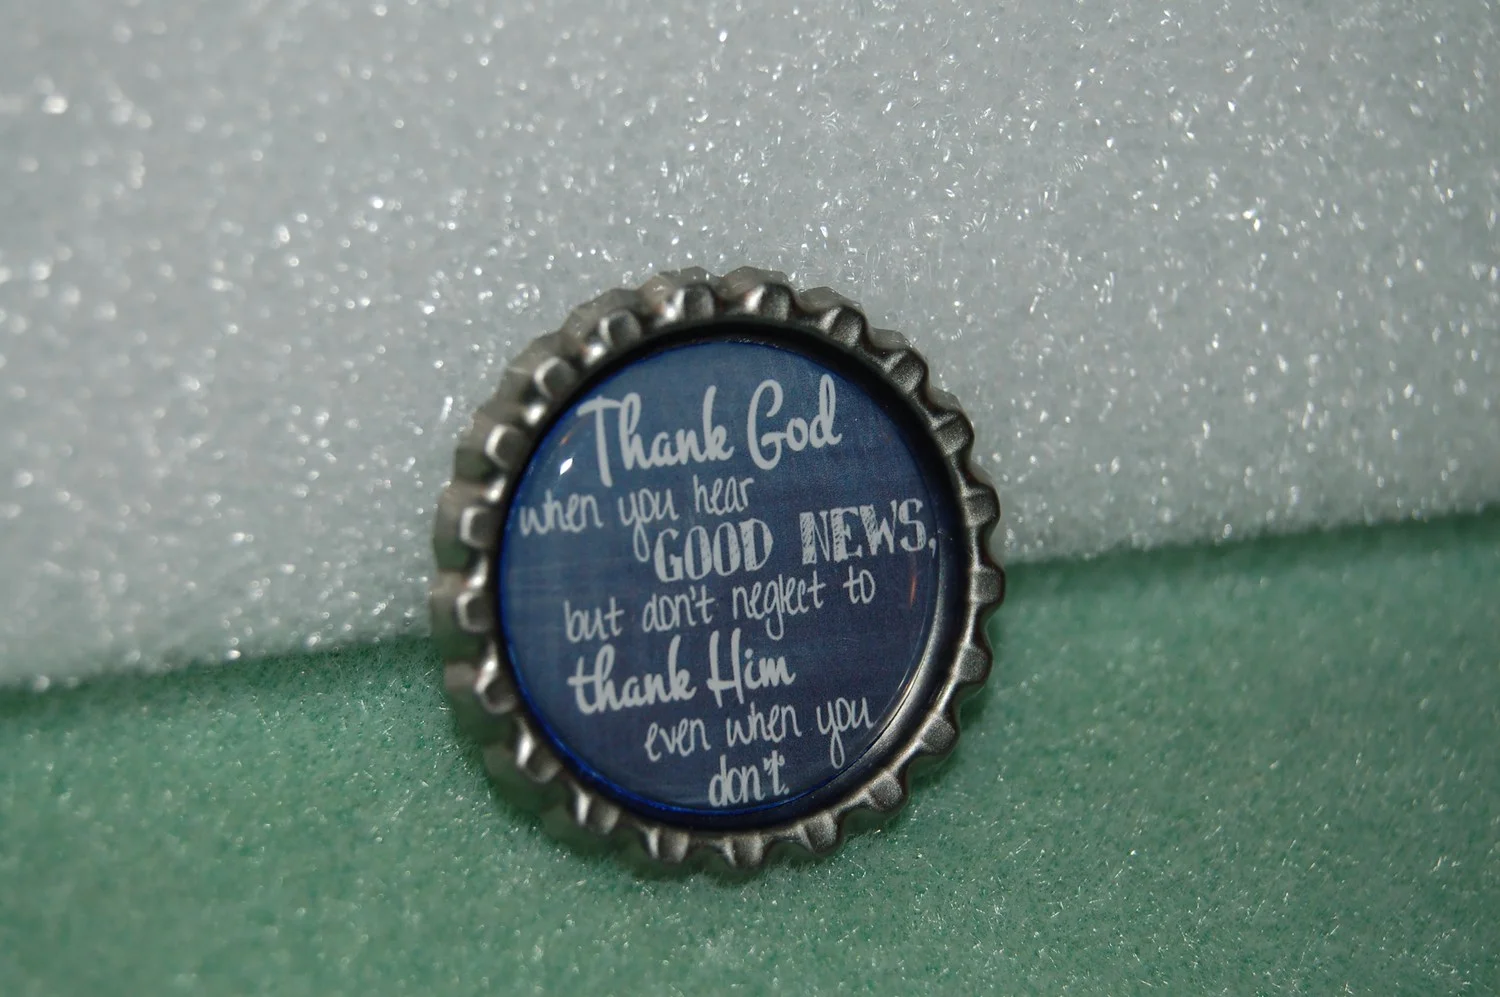 Thank God
when you hear
GOOD NEWS,
but don't neglect to
thank Him
even when you
don't.